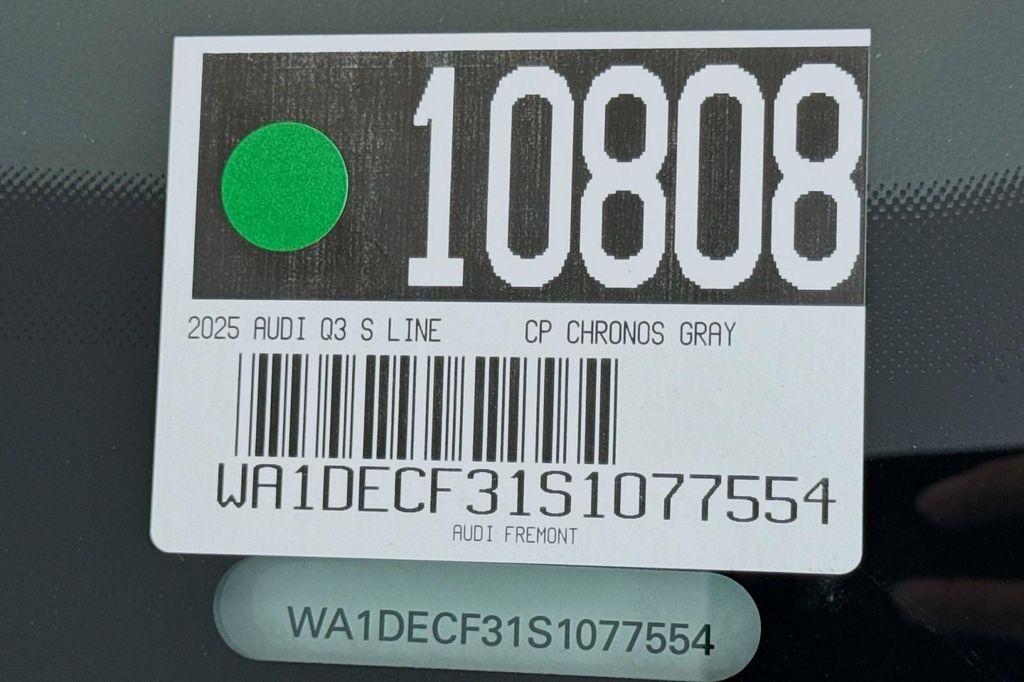 10808
2025 AUDI Q3 S LINE CP CHRONOS GRAY
WA1DECF31S1077554
AUDI FREMONT
WA1DECF31S1077554